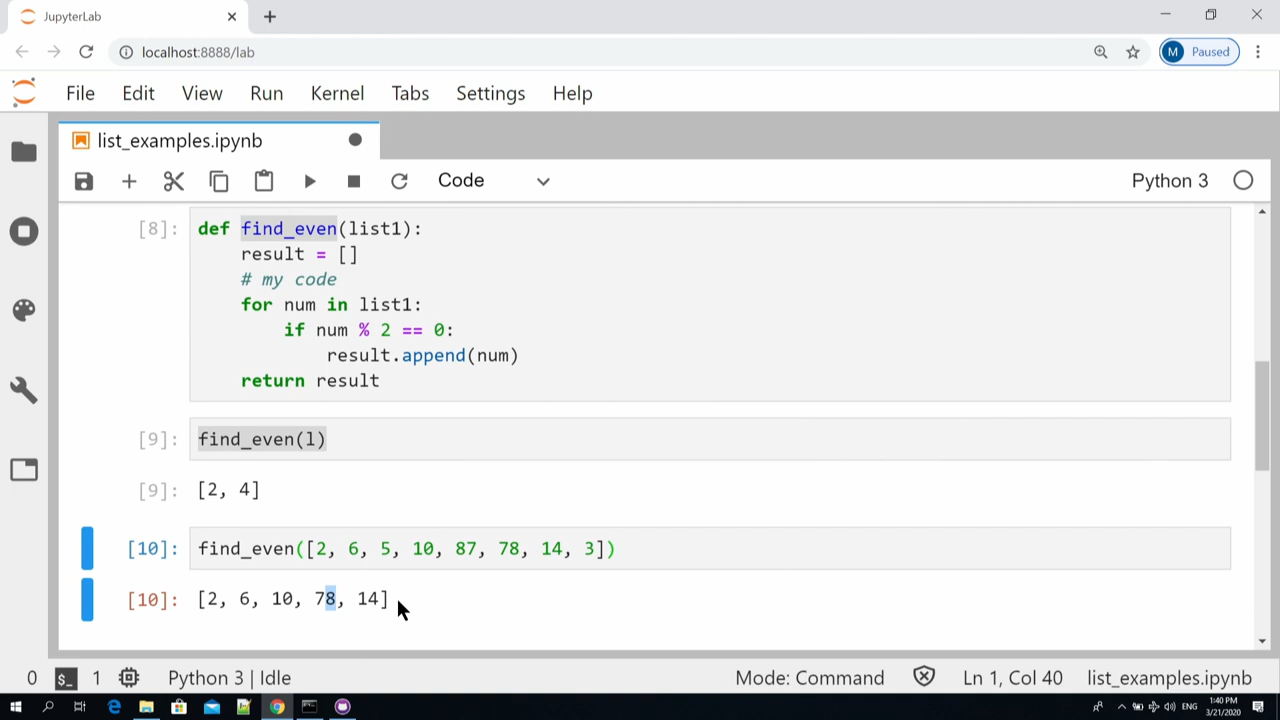 JupyterLab
localhost:8888/lab
M Paused
File Edit View Run Kernel Tabs Settings Help
list_examples.ipynb
Code
Python 3
[8]:
def find_even(list1):
    result = []
    # my code
    for num in list1:
        if num % 2 == 0:
            result.append(num)
    return result
[9]: find_even(l)
[9]: [2, 4]
[10]: find_even([2, 6, 5, 10, 87, 78, 14, 3])
[10]: [2, 6, 10, 78, 14]
0 $_ 1 Python 3 | Idle Mode: Command Ln 1, Col 40 list_examples.ipynb
ENG 1:40 PM
3/21/2020